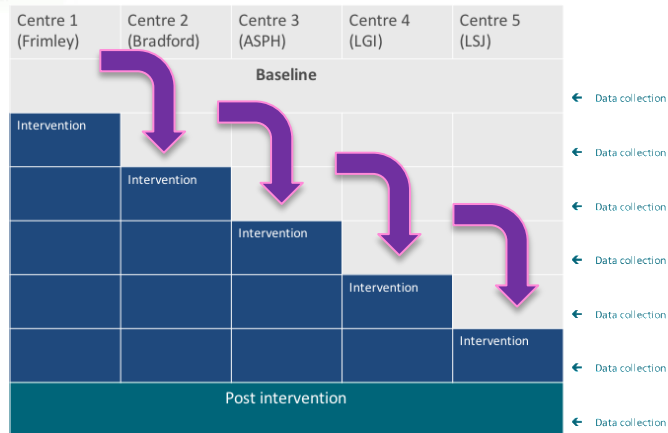 Centre 1
(Frimley)
Centre 2
(Bradford)
Centre 3
(ASPH)
Centre 4
(LGI)
Centre 5
(LSJ)
Baseline
← Data collection
Intervention
← Data collection
Intervention
← Data collection
Intervention
← Data collection
Intervention
← Data collection
Intervention
← Data collection
Post intervention
← Data collection